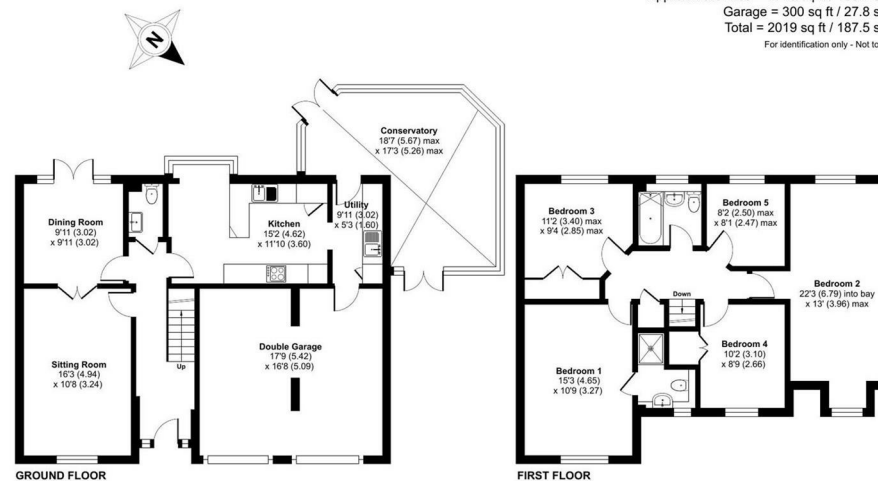 Garage = 300 sq ft / 27.8 s
Total = 2019 sq ft / 187.5 s
For identification only - Not to
N
Conservatory
18'7 (5.67) max
x 17'3 (5.26) max
Dining Room
9'11 (3.02)
x 9'11 (3.02)
Kitchen
15'2 (4.62)
x 11'10 (3.60)
Utility
9'11 (3.02)
x 5'3 (1.60)
Sitting Room
16'3 (4.94)
x 10'8 (3.24)
Up
Double Garage
17'9 (5.42)
x 16'8 (5.09)
GROUND FLOOR
Bedroom 3
11'2 (3.40) max
x 9'4 (2.85) max
Bedroom 5
8'2 (2.50) max
x 8'1 (2.47) max
Bedroom 2
22'3 (6.79) into bay
x 13' (3.96) max
Down
Bedroom 1
15'3 (4.65)
x 10'9 (3.27)
Bedroom 4
10'2 (3.10)
x 8'9 (2.66)
FIRST FLOOR